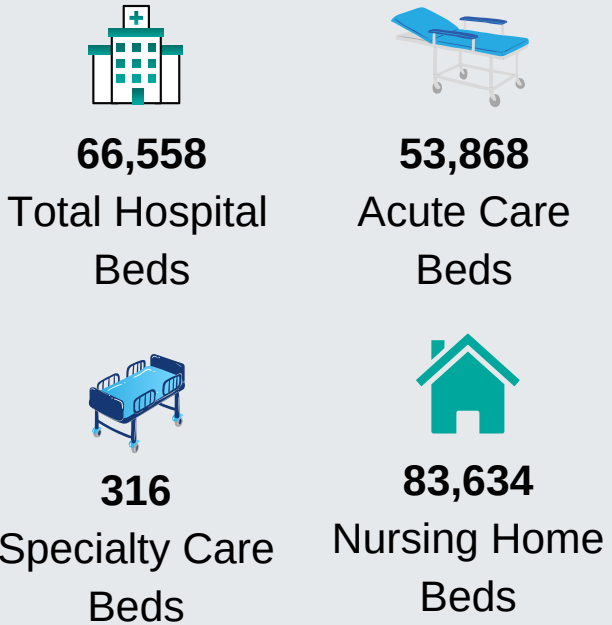 66,558
Total Hospital
Beds
53,868
Acute Care
Beds
316
Specialty Care
Beds
83,634
Nursing Home
Beds